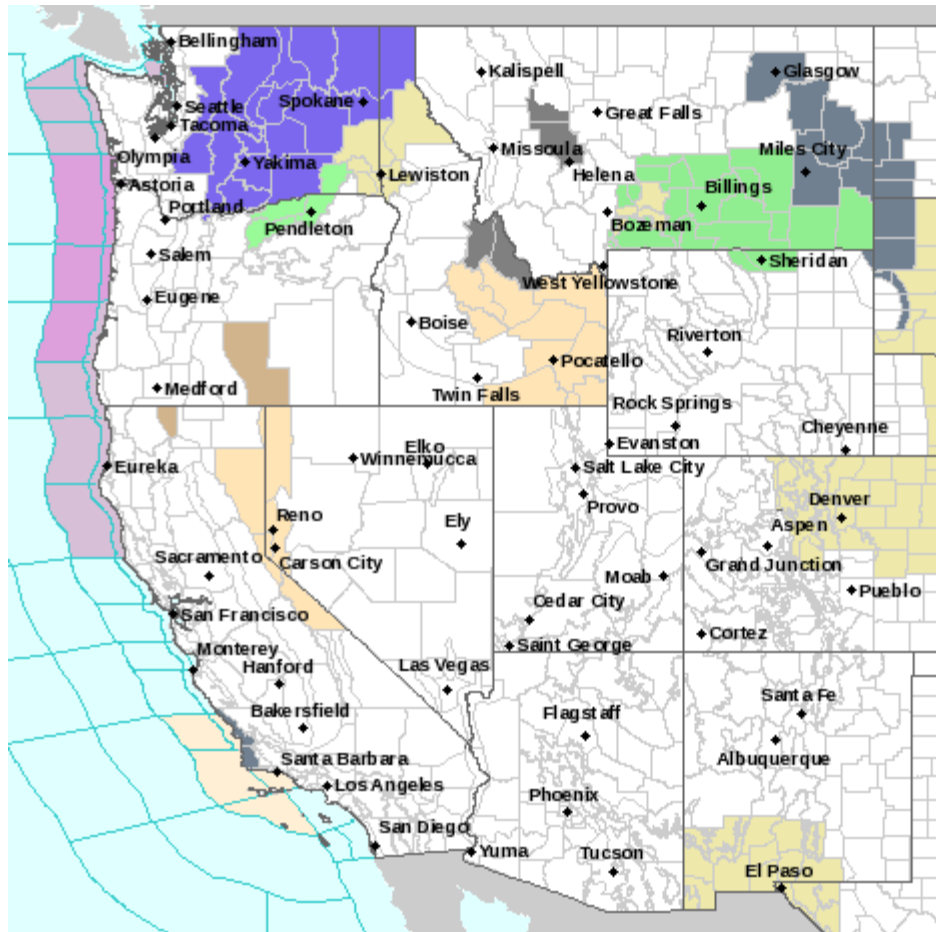 Bellingham
Kalispell
Glasgow
Spokane
Seattle
Great Falls
Tacoma
Olympia
Missoula
Miles City
Yakima
Helena
Astoria
Lewiston
Billings
Portland
Bozeman
Pendleton
Salem
Sheridan
West Yellowstone
Eugene
Boise
Riverton
Pocatello
Medford
Twin Falls
Rock Springs
Cheyenne
Elko
Evanston
Winnemucca
Eureka
Salt Lake City
Provo
Denver
Reno
Ely
Aspen
Sacramento
Carson City
Grand Junction
Moab
Pueblo
Cedar City
San Francisco
Cortez
Saint George
Monterey
Hanford
Las Vegas
Santa Fe
Bakersfield
Flagstaff
Albuquerque
Santa Barbara
Los Angeles
Phoenix
San Diego
Yuma
Tucson
El Paso